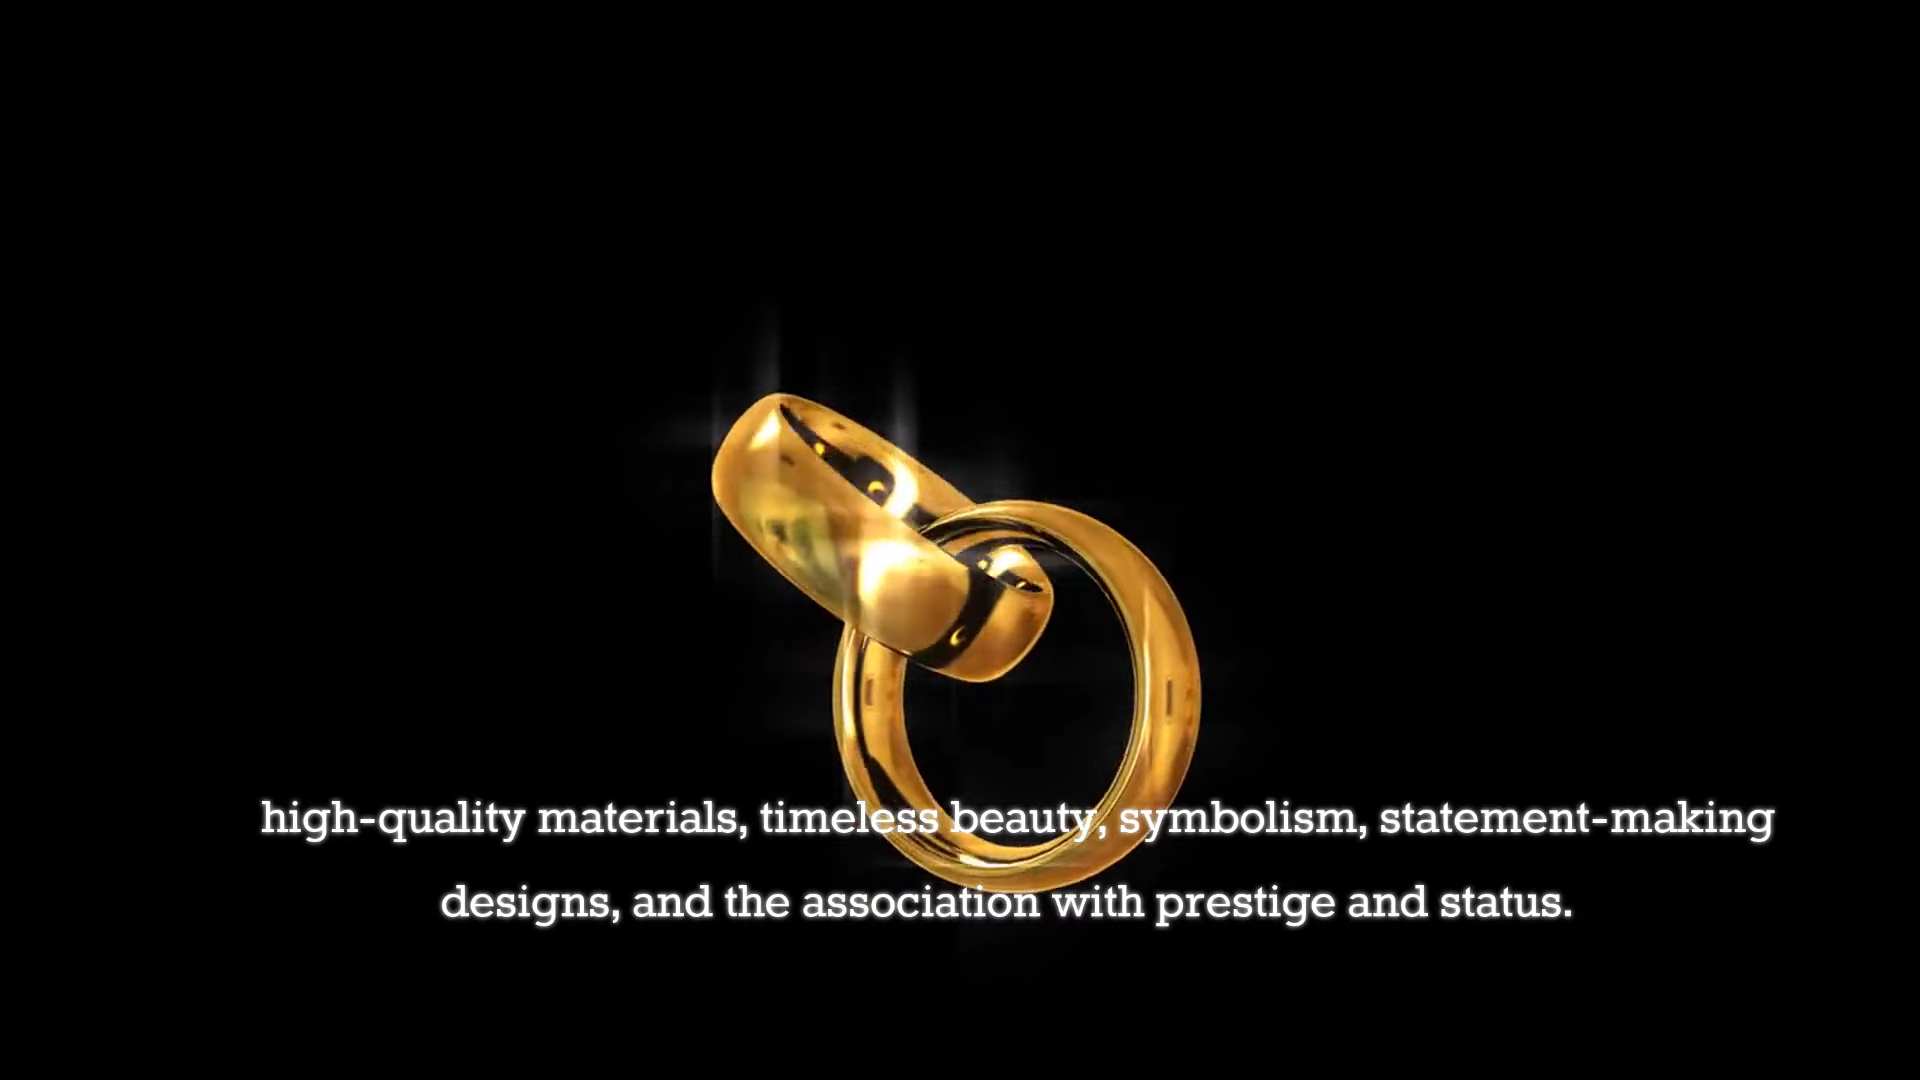 high-quality materials, timeless beauty, symbolism, statement-making
designs, and the association with prestige and status.